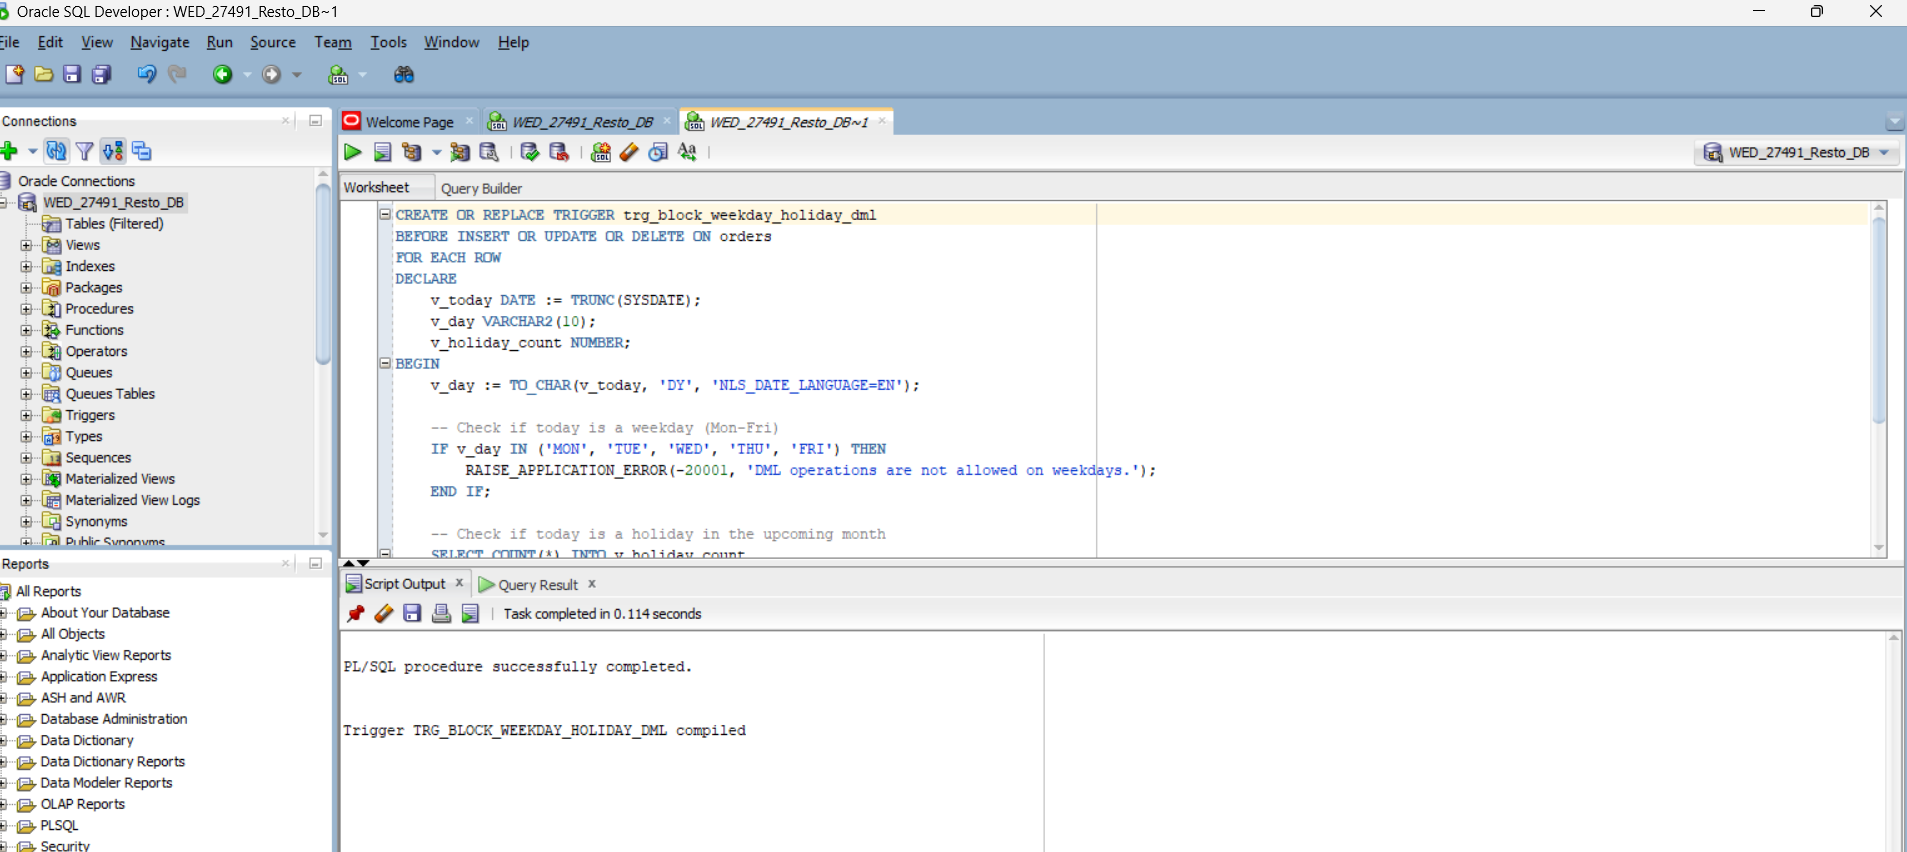 Oracle SQL Developer : WED_27491_Resto_DB~1
File Edit View Navigate Run Source Team Tools Window Help
Connections
Oracle Connections
WED_27491_Resto_DB
Tables (Filtered)
Views
Indexes
Packages
Procedures
Functions
Operators
Queues
Queues Tables
Triggers
Types
Sequences
Materialized Views
Materialized View Logs
Synonyms
Public Synonyms
Reports
All Reports
About Your Database
All Objects
Analytic View Reports
Application Express
ASH and AWR
Database Administration
Data Dictionary
Data Dictionary Reports
Data Modeler Reports
OLAP Reports
PLSQL
Security
Welcome Page WED_27491_Resto_DB WED_27491_Resto_DB~1
WED_27491_Resto_DB
Worksheet Query Builder
CREATE OR REPLACE TRIGGER trg_block_weekday_holiday_dml
BEFORE INSERT OR UPDATE OR DELETE ON orders
FOR EACH ROW
DECLARE
v_today DATE := TRUNC(SYSDATE);
v_day VARCHAR2(10);
v_holiday_count NUMBER;
BEGIN
v_day := TO_CHAR(v_today, 'DY', 'NLS_DATE_LANGUAGE=EN');
-- Check if today is a weekday (Mon-Fri)
IF v_day IN ('MON', 'TUE', 'WED', 'THU', 'FRI') THEN
RAISE_APPLICATION_ERROR(-20001, 'DML operations are not allowed on weekdays.');
END IF;
-- Check if today is a holiday in the upcoming month
SELECT COUNT(*) INTO v_holiday_count
Script Output Query Result
Task completed in 0.114 seconds
PL/SQL procedure successfully completed.
Trigger TRG_BLOCK_WEEKDAY_HOLIDAY_DML compiled